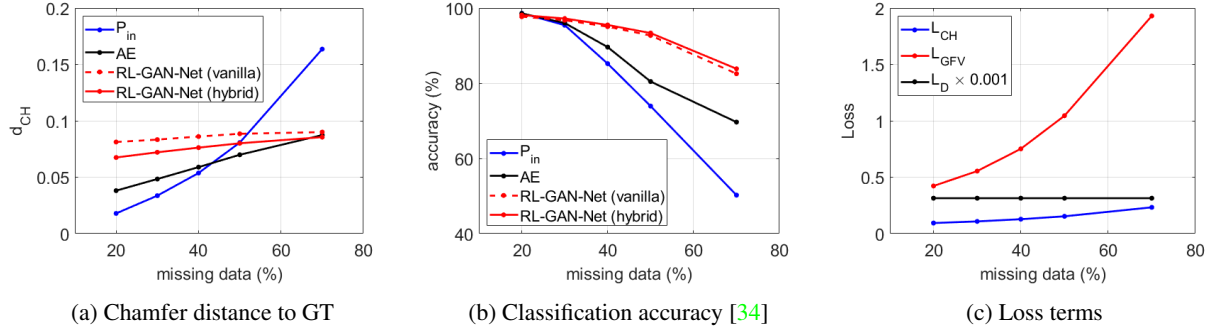 0.2
0.15
0.1
0.05
0
d_CH
P_in
AE
RL-GAN-Net (vanilla)
RL-GAN-Net (hybrid)
20 40 60 80
missing data (%)
(a) Chamfer distance to GT
100
80
60
40
accuracy (%)
P_in
AE
RL-GAN-Net (vanilla)
RL-GAN-Net (hybrid)
20 40 60 80
missing data (%)
(b) Classification accuracy [34]
2
1.5
1
0.5
0
Loss
L_CH
L_GFV
L_D × 0.001
20 40 60 80
missing data (%)
(c) Loss terms